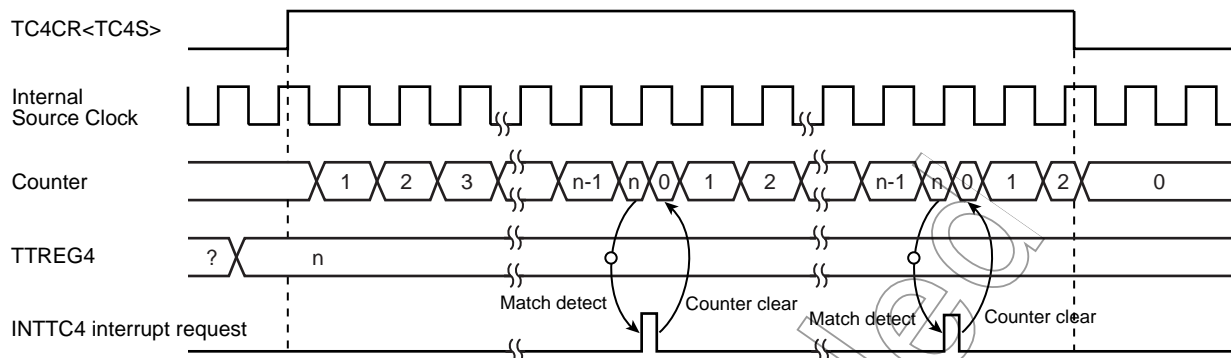 TC4CR<TC4S>
Internal
Source Clock
Counter 1 2 3 n-1 n 0 1 2 n-1 n 0 1 2 0
TTREG4 ? n
Match detect Counter clear Match detect Counter clear
INTTC4 interrupt request